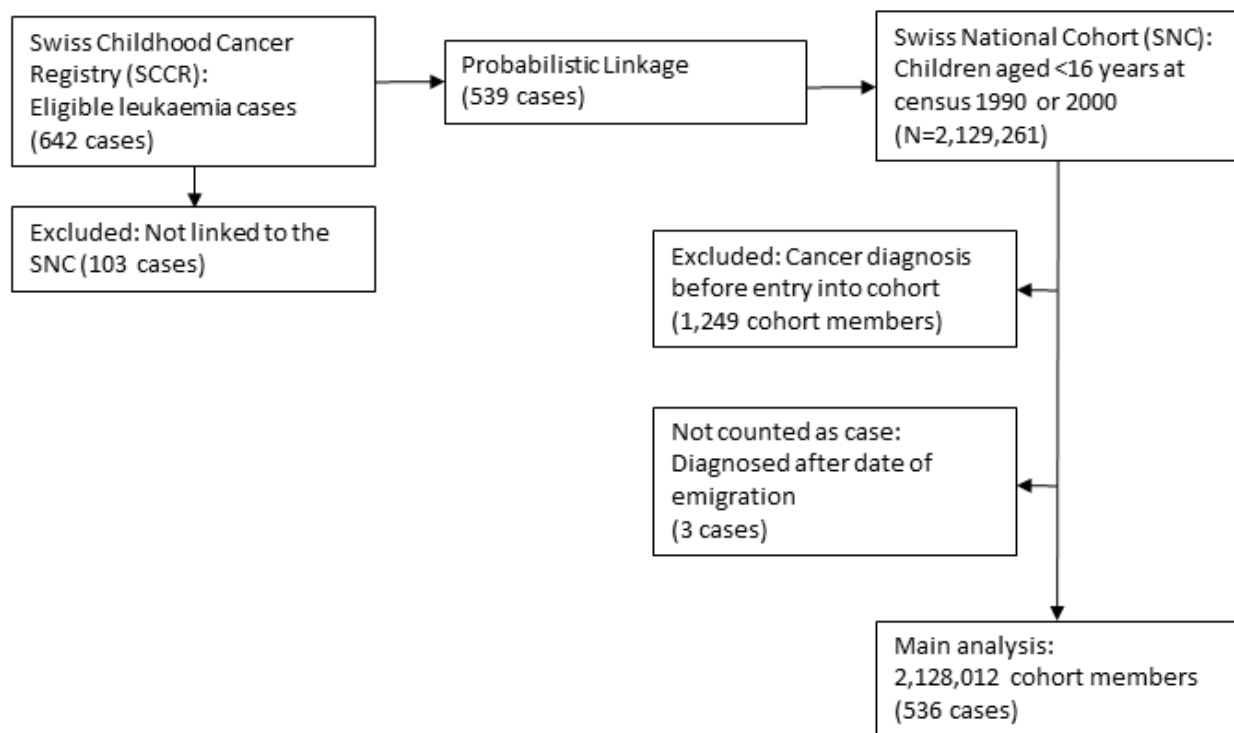 Swiss Childhood Cancer
Registry (SCCR):
Eligible leukaemia cases
(642 cases)
Probabilistic Linkage
(539 cases)
Swiss National Cohort (SNC):
Children aged <16 years at
census 1990 or 2000
(N=2,129,261)
Excluded: Not linked to the
SNC (103 cases)
Excluded: Cancer diagnosis
before entry into cohort
(1,249 cohort members)
Not counted as case:
Diagnosed after date of
emigration
(3 cases)
Main analysis:
2,128,012 cohort members
(536 cases)